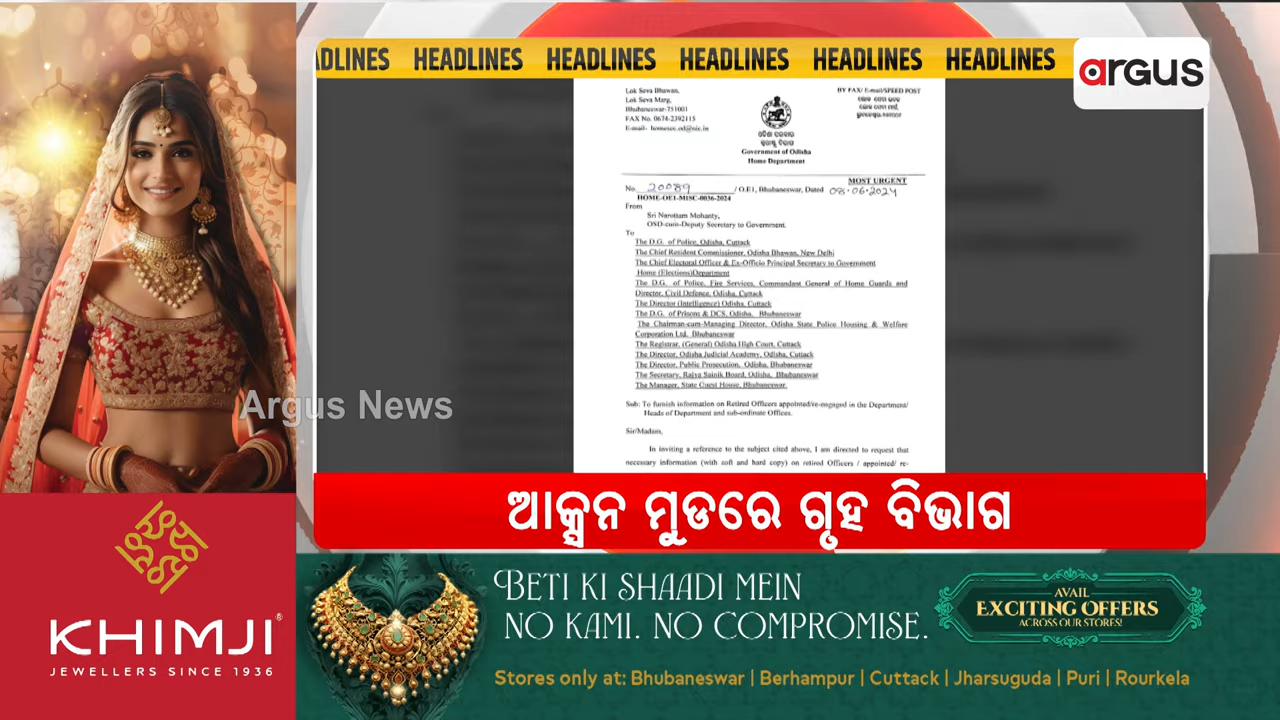 ADLINES HEADLINES HEADLINES HEADLINES HEADLINES HEADLINES
argus
Lok Seva Bhawan,
Lok Seva Marg,
Bhubaneswar-751001
FAX No. 0674-2392115
E-mail- homesec.od@nic.in
BY FAX/ E-mail/SPEED POST
ଓଡ଼ିଶା ସରକାର
ଗୃହ ବିଭାଗ
Government of Odisha
Home Department
MOST URGENT
No. 20089 / O.E1, Bhubaneswar, Dated 08.06.2024
HOME-OE1-MISC-0036-2024
From
Sri Narottam Mohanty,
OSD-cum-Deputy Secretary to Government.
To
The D.G. of Police, Odisha, Cuttack
The Chief Resident Commissioner, Odisha Bhawan, New Delhi
The Chief Electoral Officer & Ex-Officio Principal Secretary to Government
Home (Elections)Department
The D.G. of Police, Fire Services, Commandant General of Home Guards and
Director, Civil Defence, Odisha, Cuttack
The Director (Intelligence) Odisha, Cuttack
The D.G. of Prisons & DCS, Odisha, Bhubaneswar
The Chairman-cum-Managing Director, Odisha State Police Housing & Welfare
Corporation Ltd. Bhubaneswar
The Registrar, (General) Odisha High Court, Cuttack
The Director, Odisha Judicial Academy, Odisha, Cuttack
The Director, Public Prosecution, Odisha, Bhubaneswar
The Secretary, Rajya Sainik Board, Odisha, Bhubaneswar
The Manager, State Guest House, Bhubaneswar.
Sub: To furnish information on Retired Officers appointed/re-engaged in the Department/
Heads of Department and sub-ordinate Offices.
Sir/Madam,
In inviting a reference to the subject cited above, I am directed to request that
necessary information (with soft and hard copy) on retired Officers / appointed/ re-
Argus News
ଆକ୍ସନ ମୁଡରେ ଗୃହ ବିଭାଗ
KHIMJI®
JEWELLERS SINCE 1936
BETI KI SHAADI MEIN
NO KAMI. NO COMPROMISE.
AVAIL
EXCITING OFFERS
ACROSS OUR STORES!
Stores only at: Bhubaneswar | Berhampur | Cuttack | Jharsuguda | Puri | Rourkela